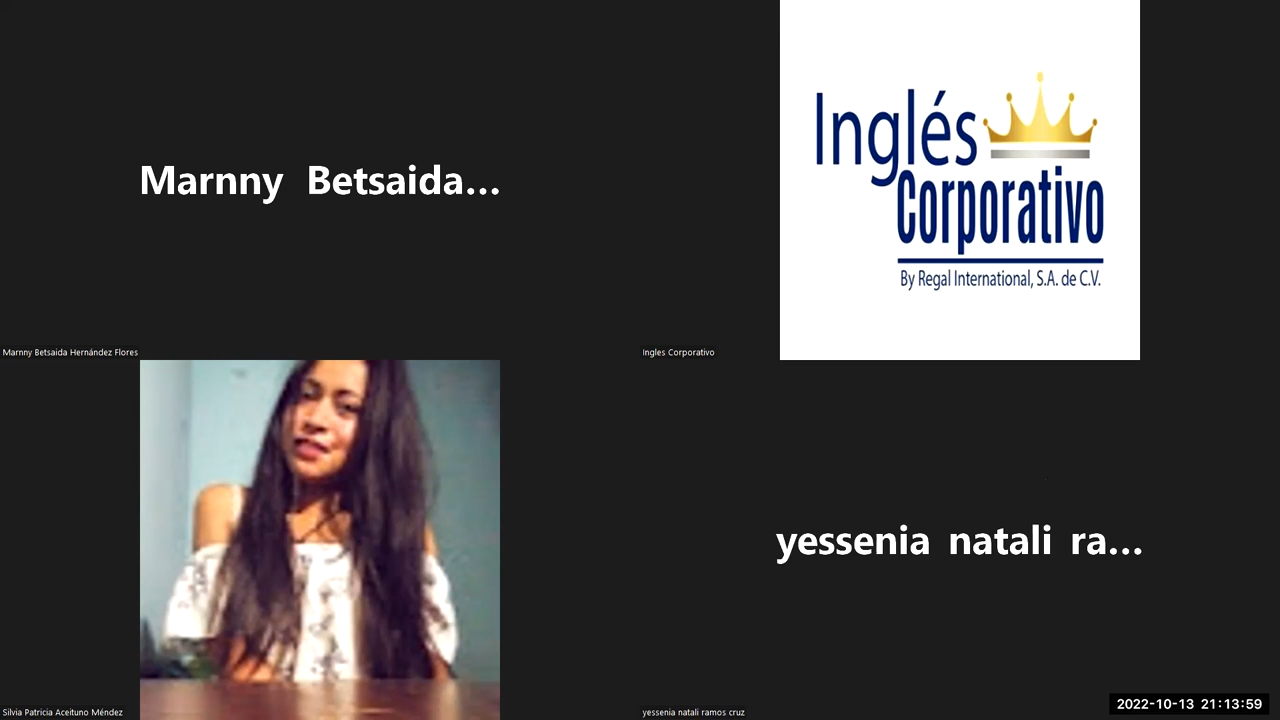 Marnny Betsaida...
Marnny Betsaida Hernández Flores
Inglés
Corporativo
By Regal International, S.A. de C.V.
Ingles Corporativo
Silvia Patricia Aceituno Méndez
yessenia natali ra...
yessenia natali ramos cruz
2022-10-13 21:13:59